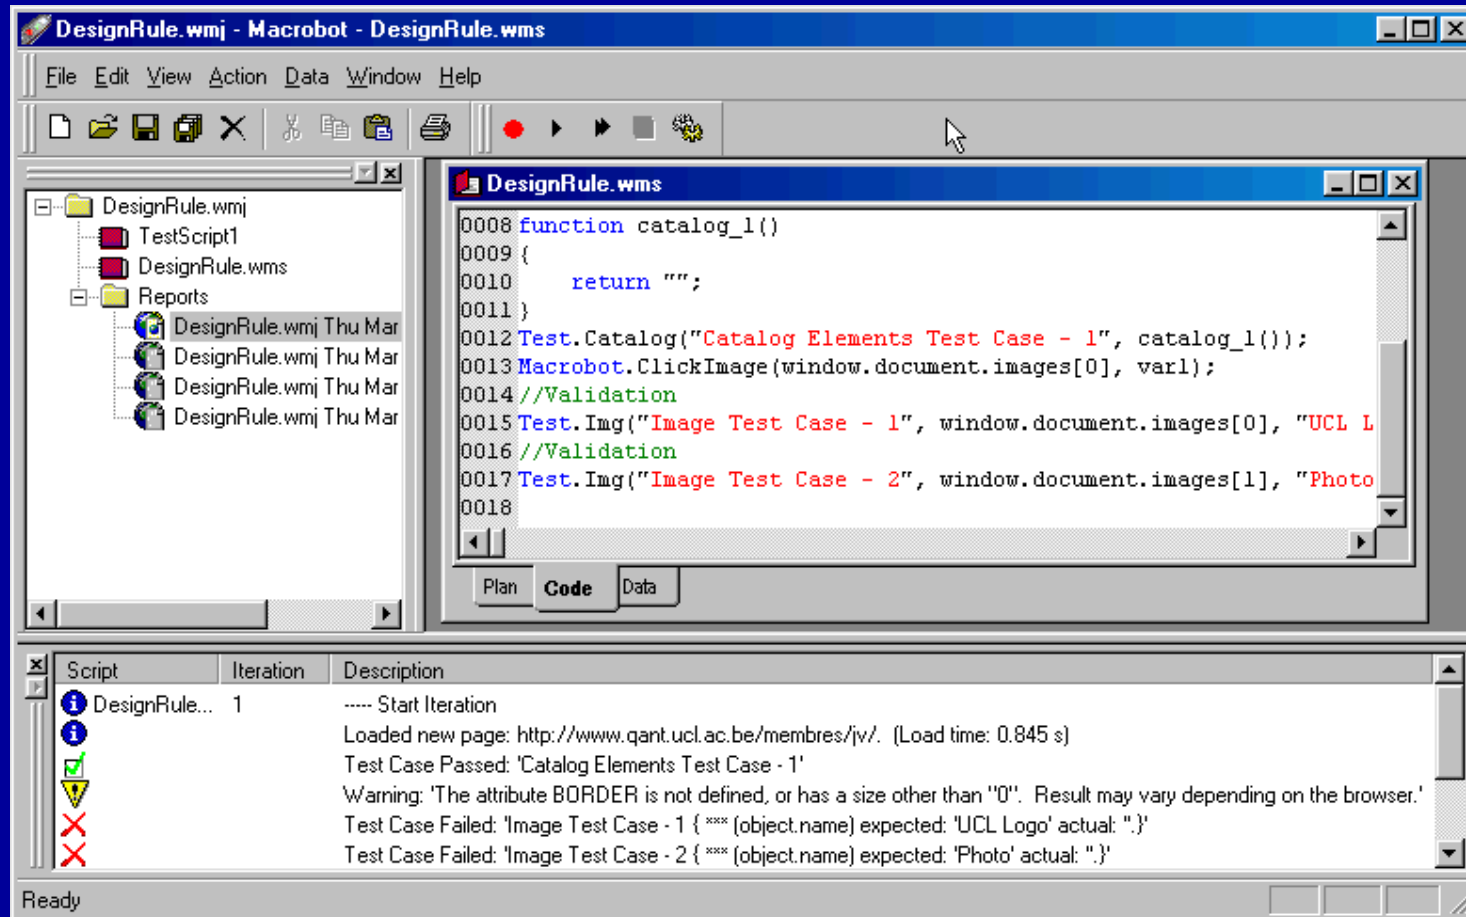 DesignRule.wmj - Macrobot - DesignRule.wms
File Edit View Action Data Window Help
DesignRule.wmj
TestScript1
DesignRule.wms
Reports
DesignRule.wmj Thu Mar
DesignRule.wmj Thu Mar
DesignRule.wmj Thu Mar
DesignRule.wmj Thu Mar
DesignRule.wms
0008 function catalog_1()
0009 {
0010 return "";
0011 }
0012 Test.Catalog("Catalog Elements Test Case - 1", catalog_1());
0013 Macrobot.ClickImage(window.document.images[0], var1);
0014 //Validation
0015 Test.Img("Image Test Case - 1", window.document.images[0], "UCL L
0016 //Validation
0017 Test.Img("Image Test Case - 2", window.document.images[1], "Photo
0018
Plan Code Data
Script Iteration Description
DesignRule... 1 ----- Start Iteration
Loaded new page: http://www.qant.ucl.ac.be/membres/jv/. (Load time: 0.845 s)
Test Case Passed: 'Catalog Elements Test Case - 1'
Warning: 'The attribute BORDER is not defined, or has a size other than "0". Result may vary depending on the browser.'
Test Case Failed: 'Image Test Case - 1 { *** (object.name) expected: 'UCL Logo' actual: ''.}'
Test Case Failed: 'Image Test Case - 2 { *** (object.name) expected: 'Photo' actual: ''.}'
Ready